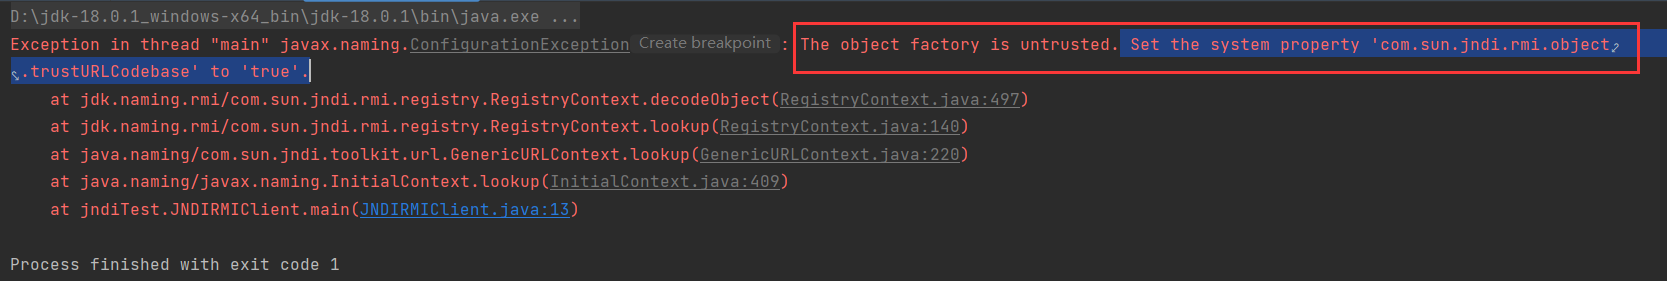 D:\jdk-18.0.1_windows-x64_bin\jdk-18.0.1\bin\java.exe ...
Exception in thread "main" javax.naming.ConfigurationException Create breakpoint : The object factory is untrusted. Set the system property 'com.sun.jndi.rmi.object
.trustURLCodebase' to 'true'.
    at jdk.naming.rmi/com.sun.jndi.rmi.registry.RegistryContext.decodeObject(RegistryContext.java:497)
    at jdk.naming.rmi/com.sun.jndi.rmi.registry.RegistryContext.lookup(RegistryContext.java:140)
    at java.naming/com.sun.jndi.toolkit.url.GenericURLContext.lookup(GenericURLContext.java:220)
    at java.naming/javax.naming.InitialContext.lookup(InitialContext.java:409)
    at jndiTest.JNDIRMIClient.main(JNDIRMIClient.java:13)
Process finished with exit code 1